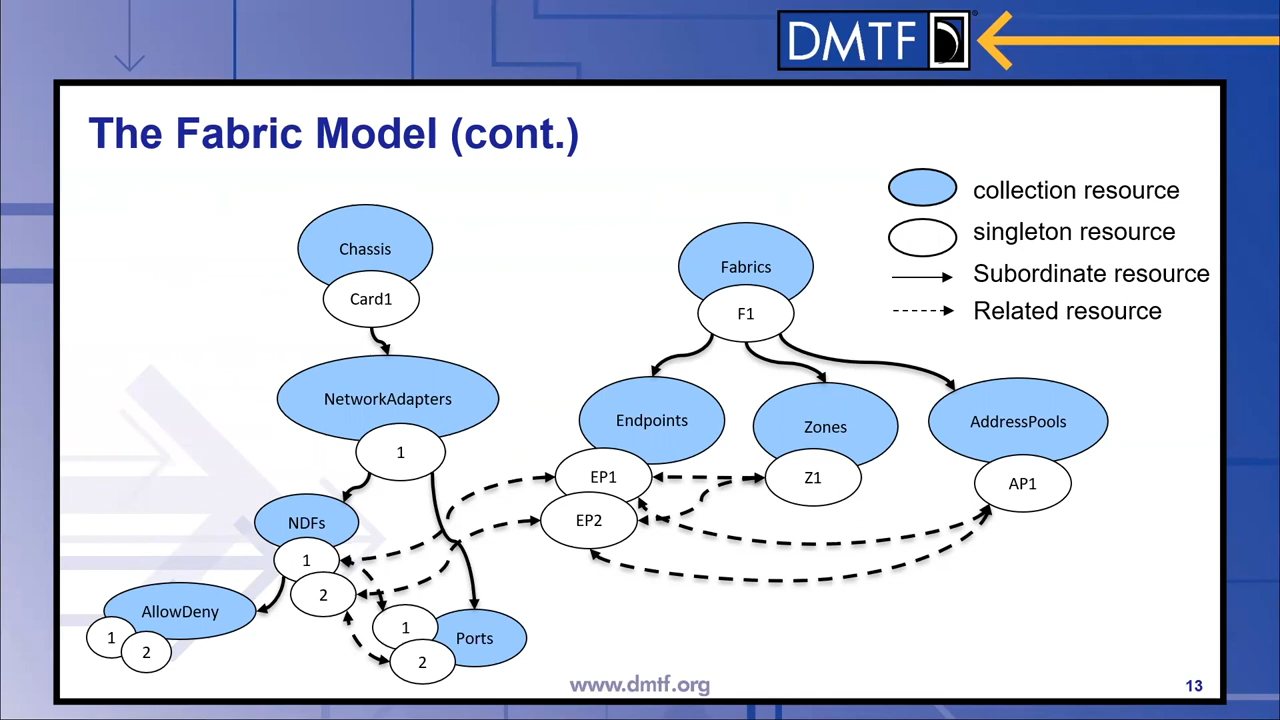 DMTF
The Fabric Model (cont.)
collection resource
singleton resource
Subordinate resource
Related resource
Chassis
Card1
NetworkAdapters
1
NDFs
1
2
AllowDeny
1
2
1
2
Ports
Fabrics
F1
Endpoints
EP1
EP2
Zones
Z1
AddressPools
AP1
www.dmtf.org
13